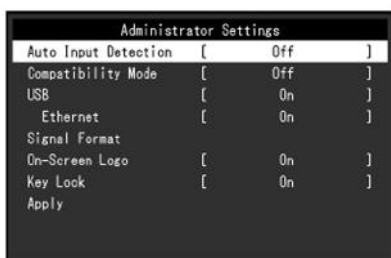 Administrator Settings
Auto Input Detection [ Off ]
Compatibility Mode [ Off ]
USB [ On ]
Ethernet [ On ]
Signal Format
On-Screen Logo [ On ]
Key Lock [ On ]
Apply